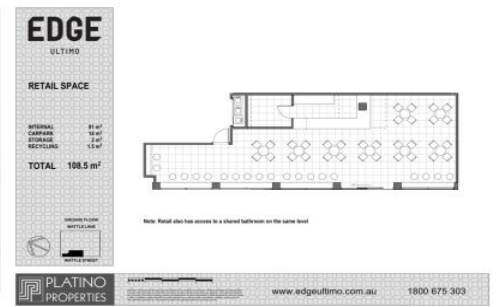 EDGE
ULTIMO
RETAIL SPACE
INTERNAL 91 m²
CARPARK 14 m²
STORAGE 2 m²
RECYCLING 1.5 m²
TOTAL 108.5 m²
GROUND FLOOR
WATTLE LANE
WATTLE STREET
Note: Retail also has access to a shared bathroom on the same level
PLATINO
PROPERTIES
www.edgeultimo.com.au
1800 675 303